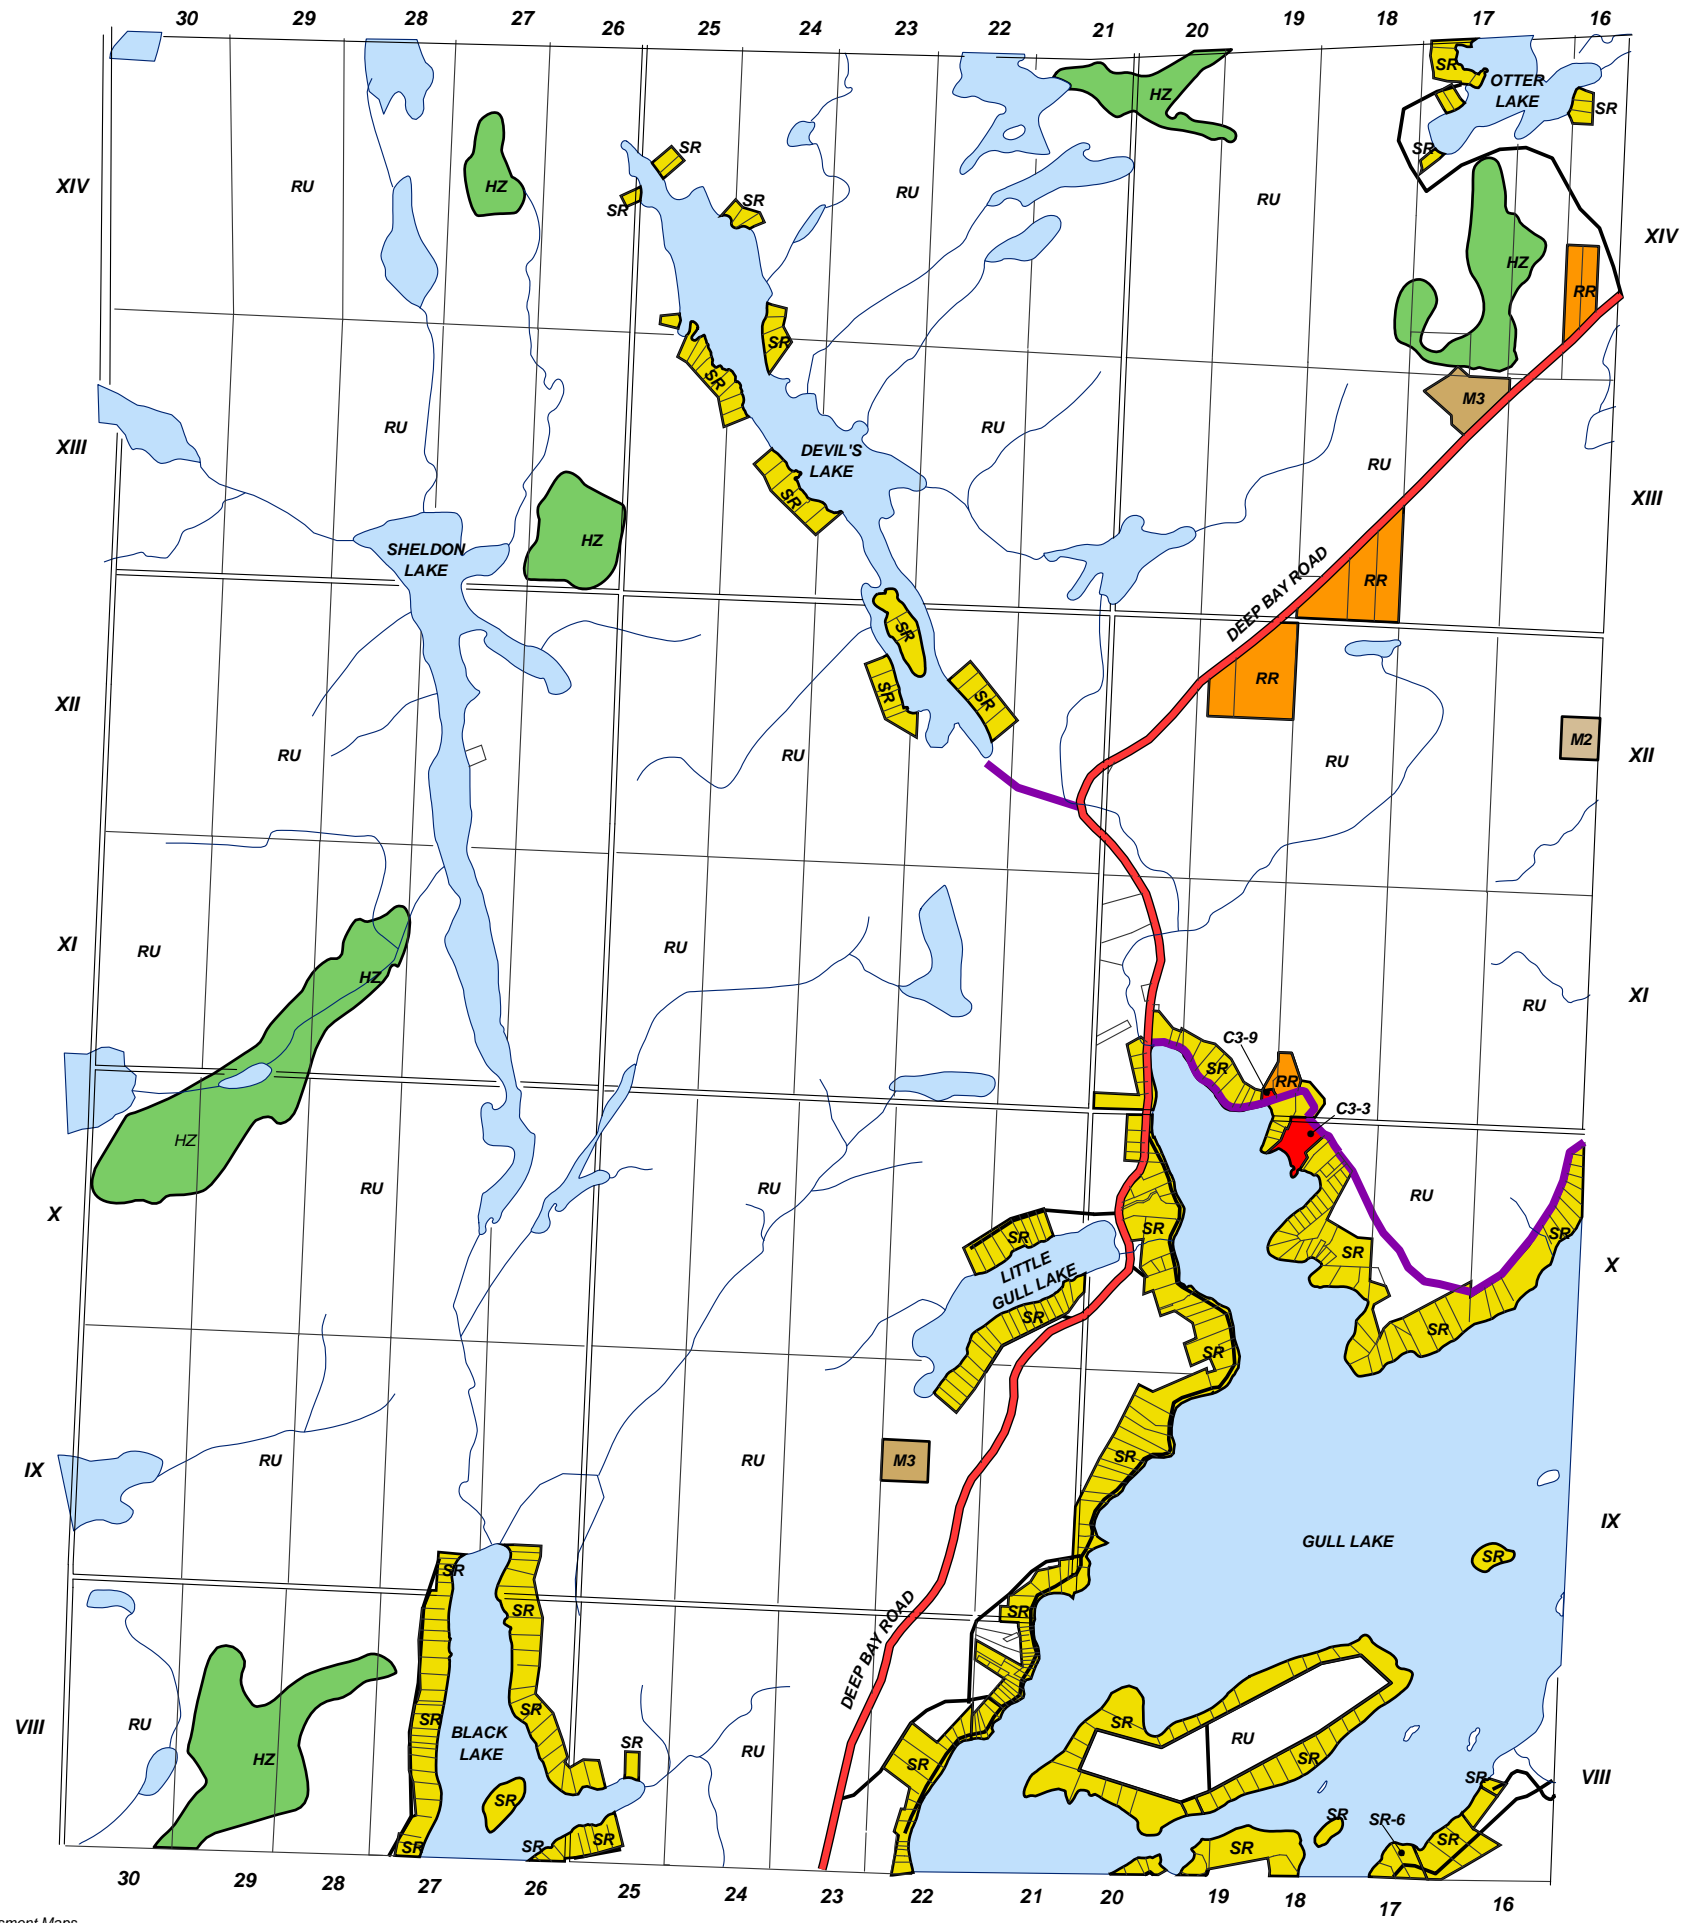 30 29 28 27 26 25 24 23 22 21 20 19 18 17 16
SR
OTTER
LAKE
HZ
SR
SR
SR
XIV
RU
HZ
SR
SR
RU
RU
XIV
HZ
RR
SR
SR
M3
XIII
RU
RU
DEVIL'S
LAKE
RU
XIII
SR
SHELDON
LAKE
HZ
DEEP BAY ROAD
RR
SR
XII
SR
SR
RR
RU
RU
RU
M2
XII
XI
RU
RU
HZ
XI
RU
C3-9
SR
RR
C3-3
HZ
X
RU
RU
RU
SR
SR
SR
SR
X
LITTLE
GULL LAKE
SR
SR
SR
IX
RU
RU
M3
SR
IX
GULL LAKE
SR
SR
SR
SR
DEEP BAY ROAD
VIII
RU
HZ
SR
BLACK
LAKE
SR
SR
RU
SR
SR
RU
SR
VIII
SR
SR
SR
SR-6
SR
SR
SR
SR
SR
30 29 28 27 26 25 24 23 22 21 20 19 18 17 16
Maps